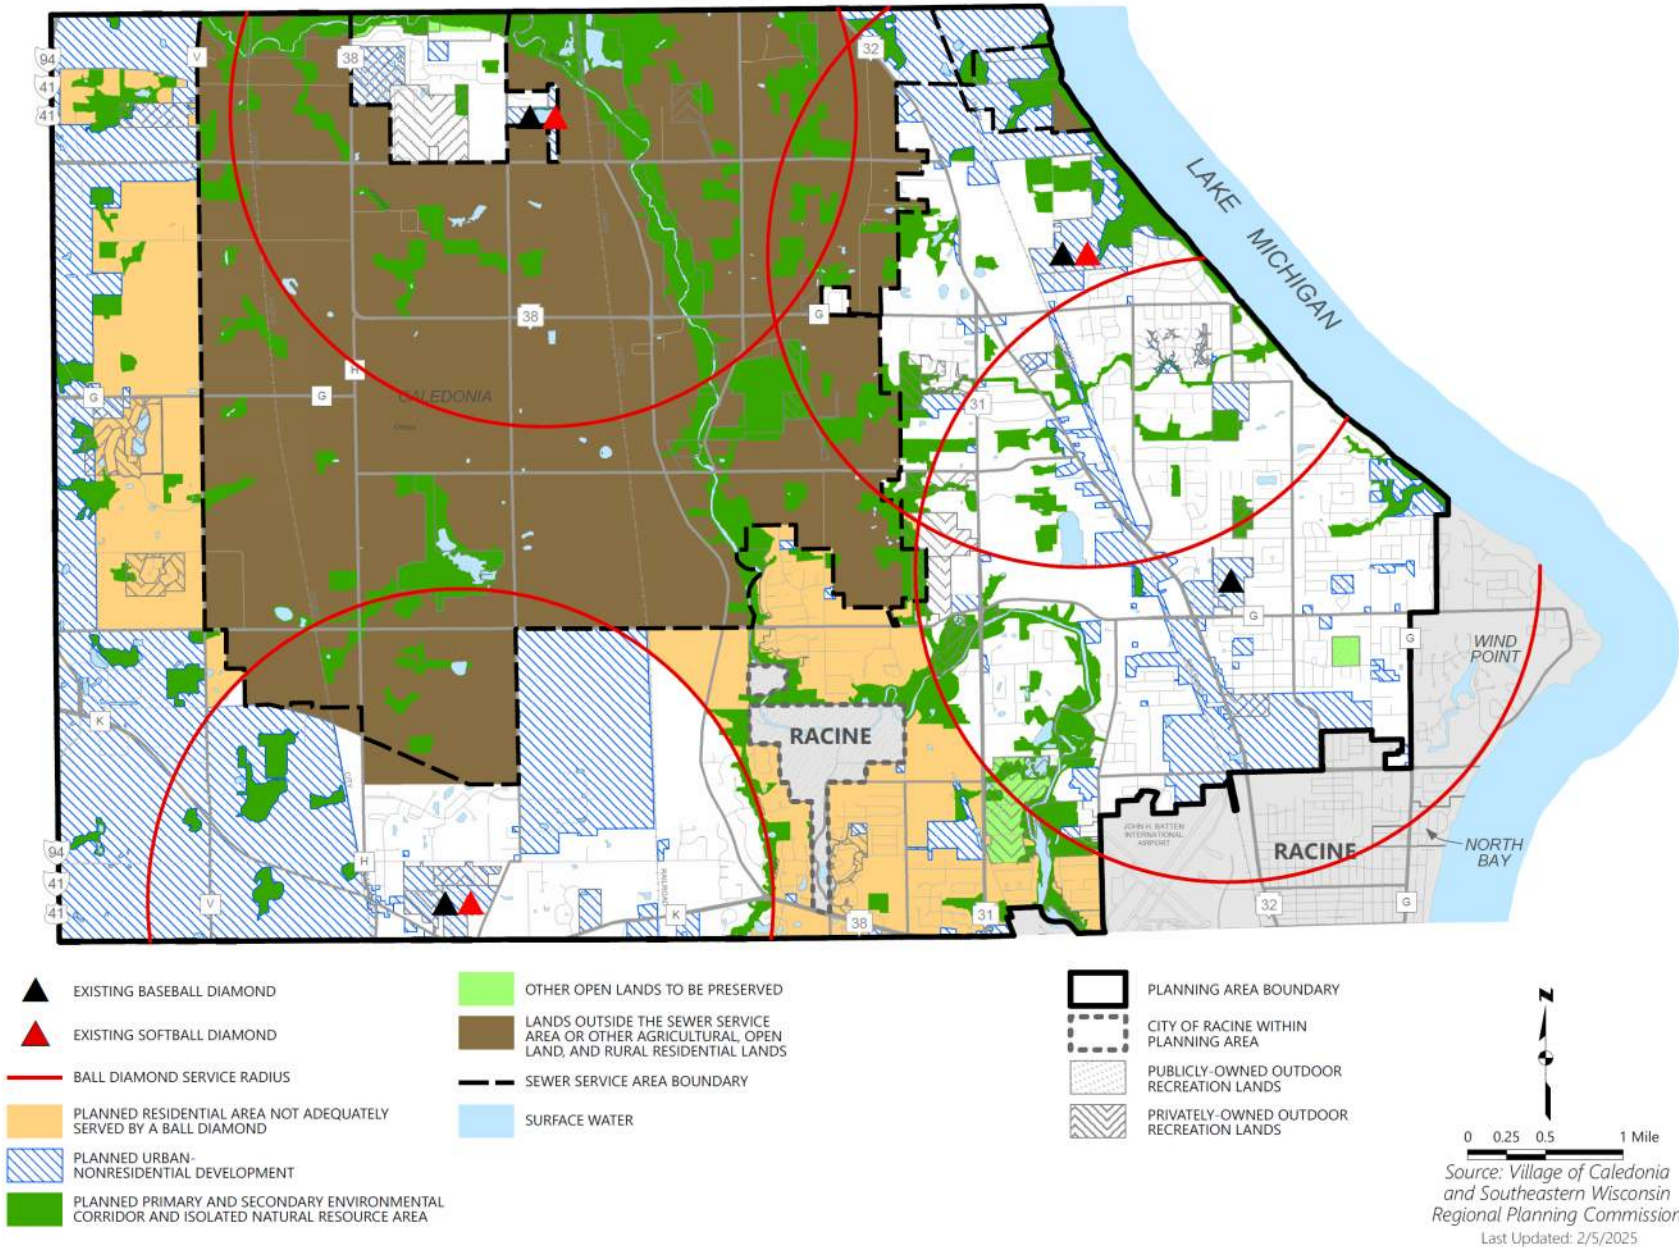 94
41
41
V
38
32
LAKE
MICHIGAN
38
G
H
G
G
CALEDONIA
31
G
G
WIND
POINT
K
RACINE
JOHN H. BATTEN
INTERNATIONAL
AIRPORT
RACINE
NORTH
BAY
94
41
41
H
V
RAILROAD
K
38
31
32
G
EXISTING BASEBALL DIAMOND
EXISTING SOFTBALL DIAMOND
BALL DIAMOND SERVICE RADIUS
PLANNED RESIDENTIAL AREA NOT ADEQUATELY
SERVED BY A BALL DIAMOND
PLANNED URBAN-
NONRESIDENTIAL DEVELOPMENT
PLANNED PRIMARY AND SECONDARY ENVIRONMENTAL
CORRIDOR AND ISOLATED NATURAL RESOURCE AREA
OTHER OPEN LANDS TO BE PRESERVED
LANDS OUTSIDE THE SEWER SERVICE
AREA OR OTHER AGRICULTURAL, OPEN
LAND, AND RURAL RESIDENTIAL LANDS
SEWER SERVICE AREA BOUNDARY
SURFACE WATER
PLANNING AREA BOUNDARY
CITY OF RACINE WITHIN
PLANNING AREA
PUBLICLY-OWNED OUTDOOR
RECREATION LANDS
PRIVATELY-OWNED OUTDOOR
RECREATION LANDS
N
0 0.25 0.5 1 Mile
Source: Village of Caledonia
and Southeastern Wisconsin
Regional Planning Commission
Last Updated: 2/5/2025